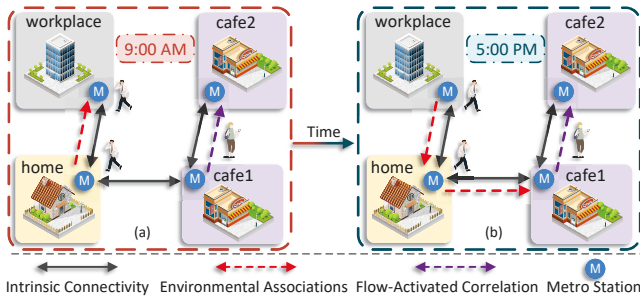 workplace
9:00 AM
cafe2
M
M
home
M
M
cafe1
(a)
Time
workplace
5:00 PM
cafe2
M
M
home
M
M
cafe1
(b)
Intrinsic Connectivity
Environmental Associations
Flow-Activated Correlation
M
Metro Station